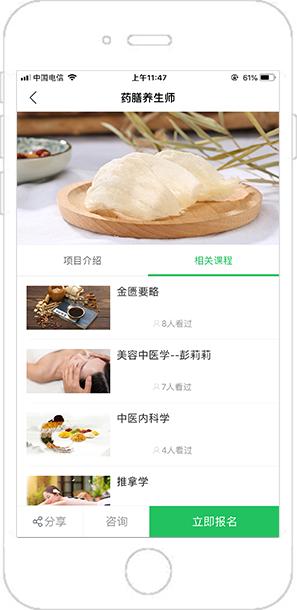 中国电信 上午11:47 61%
药膳养生师
项目介绍 相关课程
金匮要略
8人看过
美容中医学--彭莉莉
7人看过
中医内科学
4人看过
推拿学
分享 咨询 立即报名